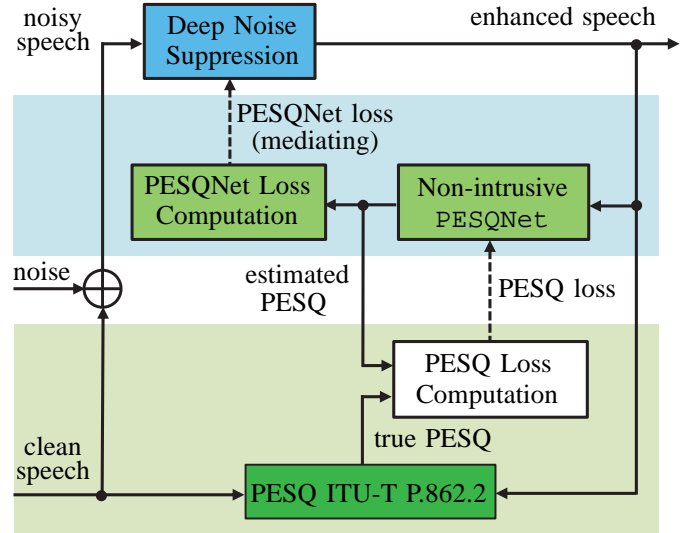 noisy
speech
Deep Noise
Suppression
enhanced speech
PESQNet loss
(mediating)
PESQNet Loss
Computation
Non-intrusive
PESQNet
noise
estimated
PESQ
PESQ loss
PESQ Loss
Computation
true PESQ
clean
speech
PESQ ITU-T P.862.2